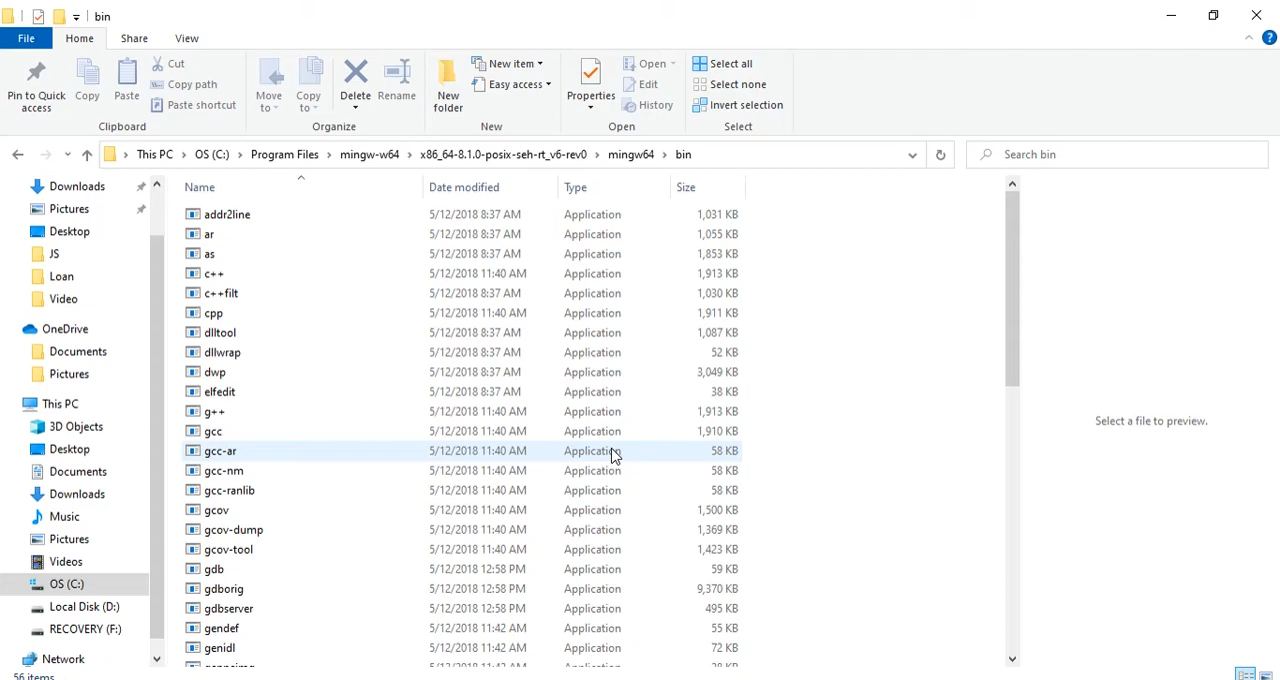 bin
File Home Share View
Pin to Quick access
Copy
Paste
Cut
Copy path
Paste shortcut
Clipboard
Move to
Copy to
Delete
Rename
Organize
New folder
New item
Easy access
New
Properties
Open
Edit
History
Open
Select all
Select none
Invert selection
Select
This PC > OS (C:) > Program Files > mingw-w64 > x86_64-8.1.0-posix-seh-rt_v6-rev0 > mingw64 > bin
Search bin
Downloads
Pictures
Desktop
JS
Loan
Video
OneDrive
Documents
Pictures
This PC
3D Objects
Desktop
Documents
Downloads
Music
Pictures
Videos
OS (C:)
Local Disk (D:)
RECOVERY (F:)
Network
Name Date modified Type Size
addr2line 5/12/2018 8:37 AM Application 1,031 KB
ar 5/12/2018 8:37 AM Application 1,055 KB
as 5/12/2018 8:37 AM Application 1,853 KB
c++ 5/12/2018 11:40 AM Application 1,913 KB
c++filt 5/12/2018 8:37 AM Application 1,030 KB
cpp 5/12/2018 11:40 AM Application 1,911 KB
dlltool 5/12/2018 8:37 AM Application 1,087 KB
dllwrap 5/12/2018 8:37 AM Application 52 KB
dwp 5/12/2018 8:37 AM Application 3,049 KB
elfedit 5/12/2018 8:37 AM Application 38 KB
g++ 5/12/2018 11:40 AM Application 1,913 KB
gcc 5/12/2018 11:40 AM Application 1,910 KB
gcc-ar 5/12/2018 11:40 AM Application 58 KB
gcc-nm 5/12/2018 11:40 AM Application 58 KB
gcc-ranlib 5/12/2018 11:40 AM Application 58 KB
gcov 5/12/2018 11:40 AM Application 1,500 KB
gcov-dump 5/12/2018 11:40 AM Application 1,369 KB
gcov-tool 5/12/2018 11:40 AM Application 1,423 KB
gdb 5/12/2018 12:58 PM Application 59 KB
gdborig 5/12/2018 12:58 PM Application 9,370 KB
gdbserver 5/12/2018 12:58 PM Application 495 KB
gendef 5/12/2018 11:42 AM Application 55 KB
genidl 5/12/2018 11:42 AM Application 72 KB
Select a file to preview.
56 items